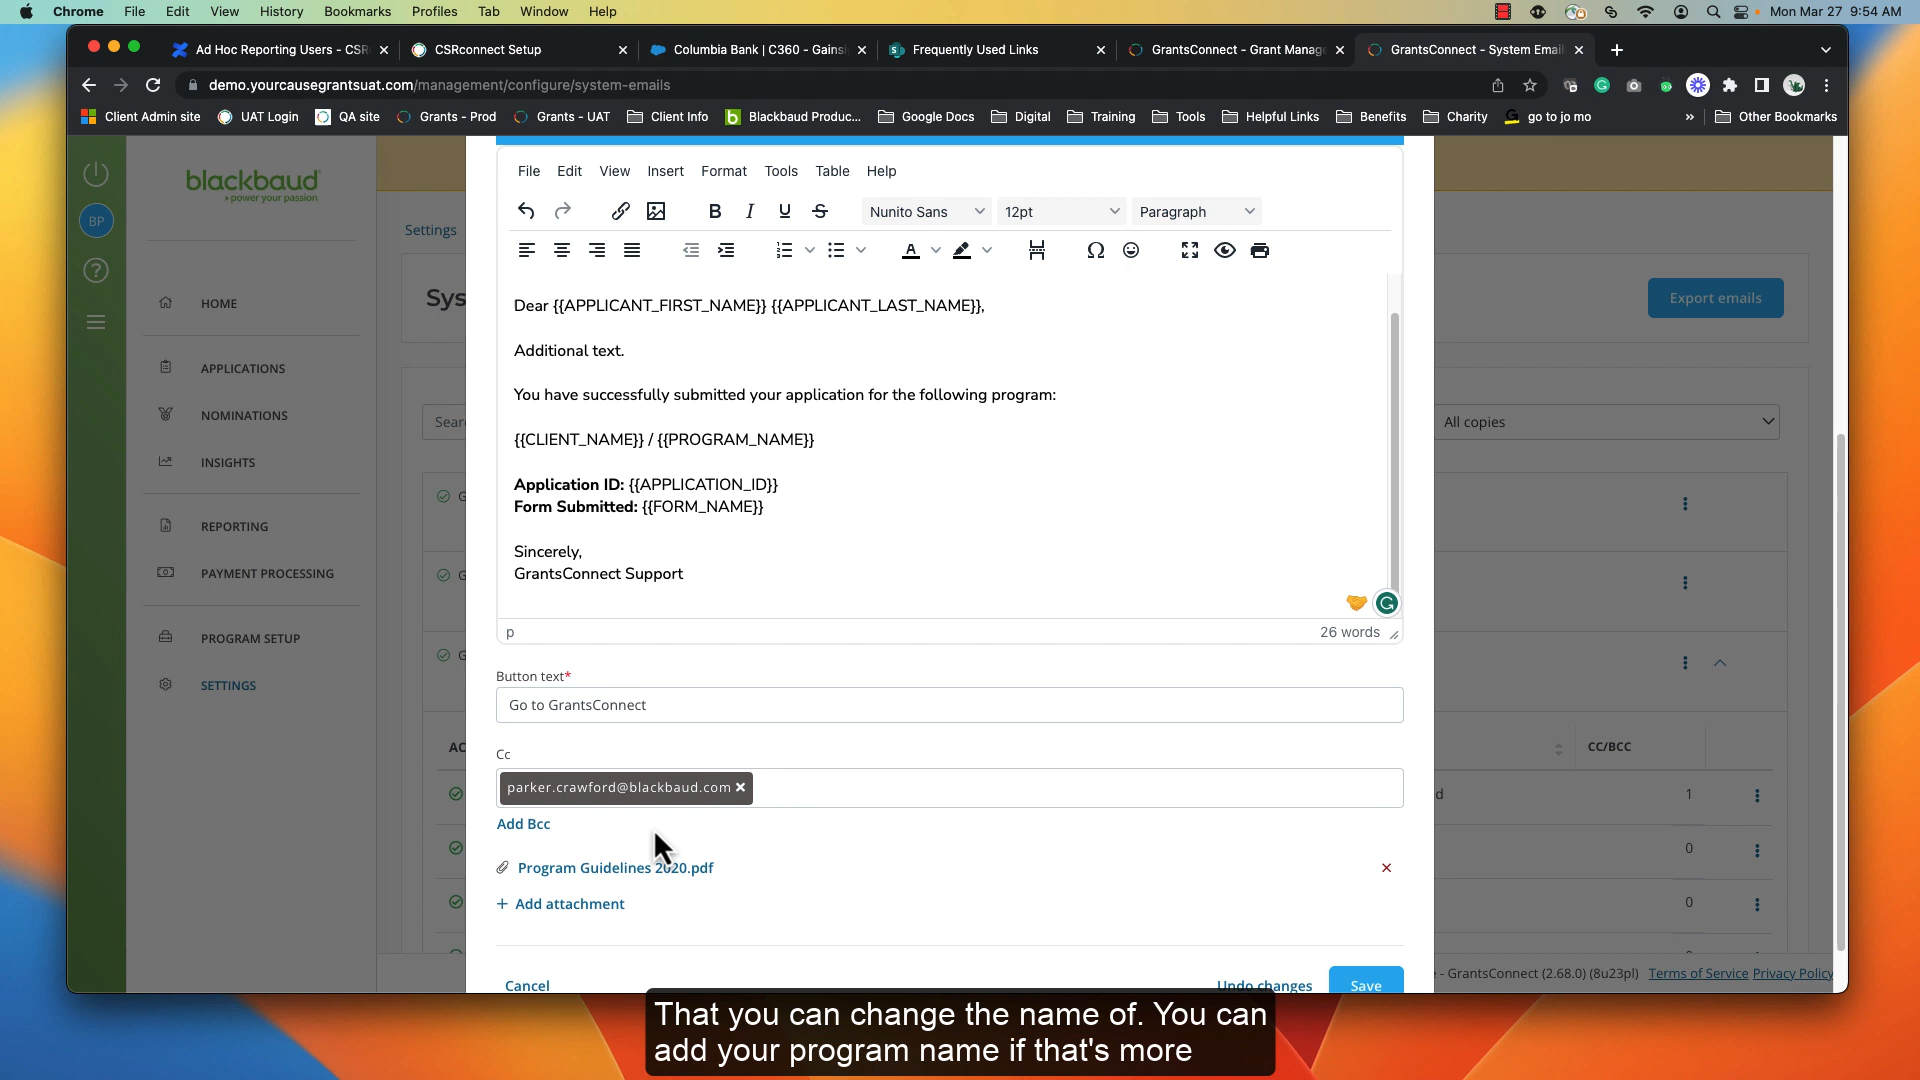 Chrome File Edit View History Bookmarks Profiles Tab Window Help Mon Mar 27 9:54 AM
Ad Hoc Reporting Users - CSR CSRconnect Setup Columbia Bank | C360 - Gains Frequently Used Links GrantsConnect - Grant Manag GrantsConnect - System Email
demo.yourcausegrantsuat.com/management/configure/system-emails
Client Admin site UAT Login QA site Grants - Prod Grants - UAT Client Info Blackbaud Produc... Google Docs Digital Training Tools Helpful Links Benefits Charity go to jo mo » Other Bookmarks
blackbaud
power your passion
BP
HOME
APPLICATIONS
NOMINATIONS
INSIGHTS
REPORTING
PAYMENT PROCESSING
PROGRAM SETUP
SETTINGS
Settings
Sys
Export emails
Sear
All copies
G
G
G
AC
CC/BCC
d 1
0
0
File Edit View Insert Format Tools Table Help
Nunito Sans 12pt Paragraph
Dear {{APPLICANT_FIRST_NAME}} {{APPLICANT_LAST_NAME}},
Additional text.
You have successfully submitted your application for the following program:
{{CLIENT_NAME}} / {{PROGRAM_NAME}}
Application ID: {{APPLICATION_ID}}
Form Submitted: {{FORM_NAME}}
Sincerely,
GrantsConnect Support
p 26 words
Button text*
Go to GrantsConnect
Cc
parker.crawford@blackbaud.com
Add Bcc
Program Guidelines 2020.pdf
+ Add attachment
Cancel Undo changes Save
- GrantsConnect (2.68.0) (8u23pl) Terms of Service Privacy Policy
That you can change the name of. You can
add your program name if that's more